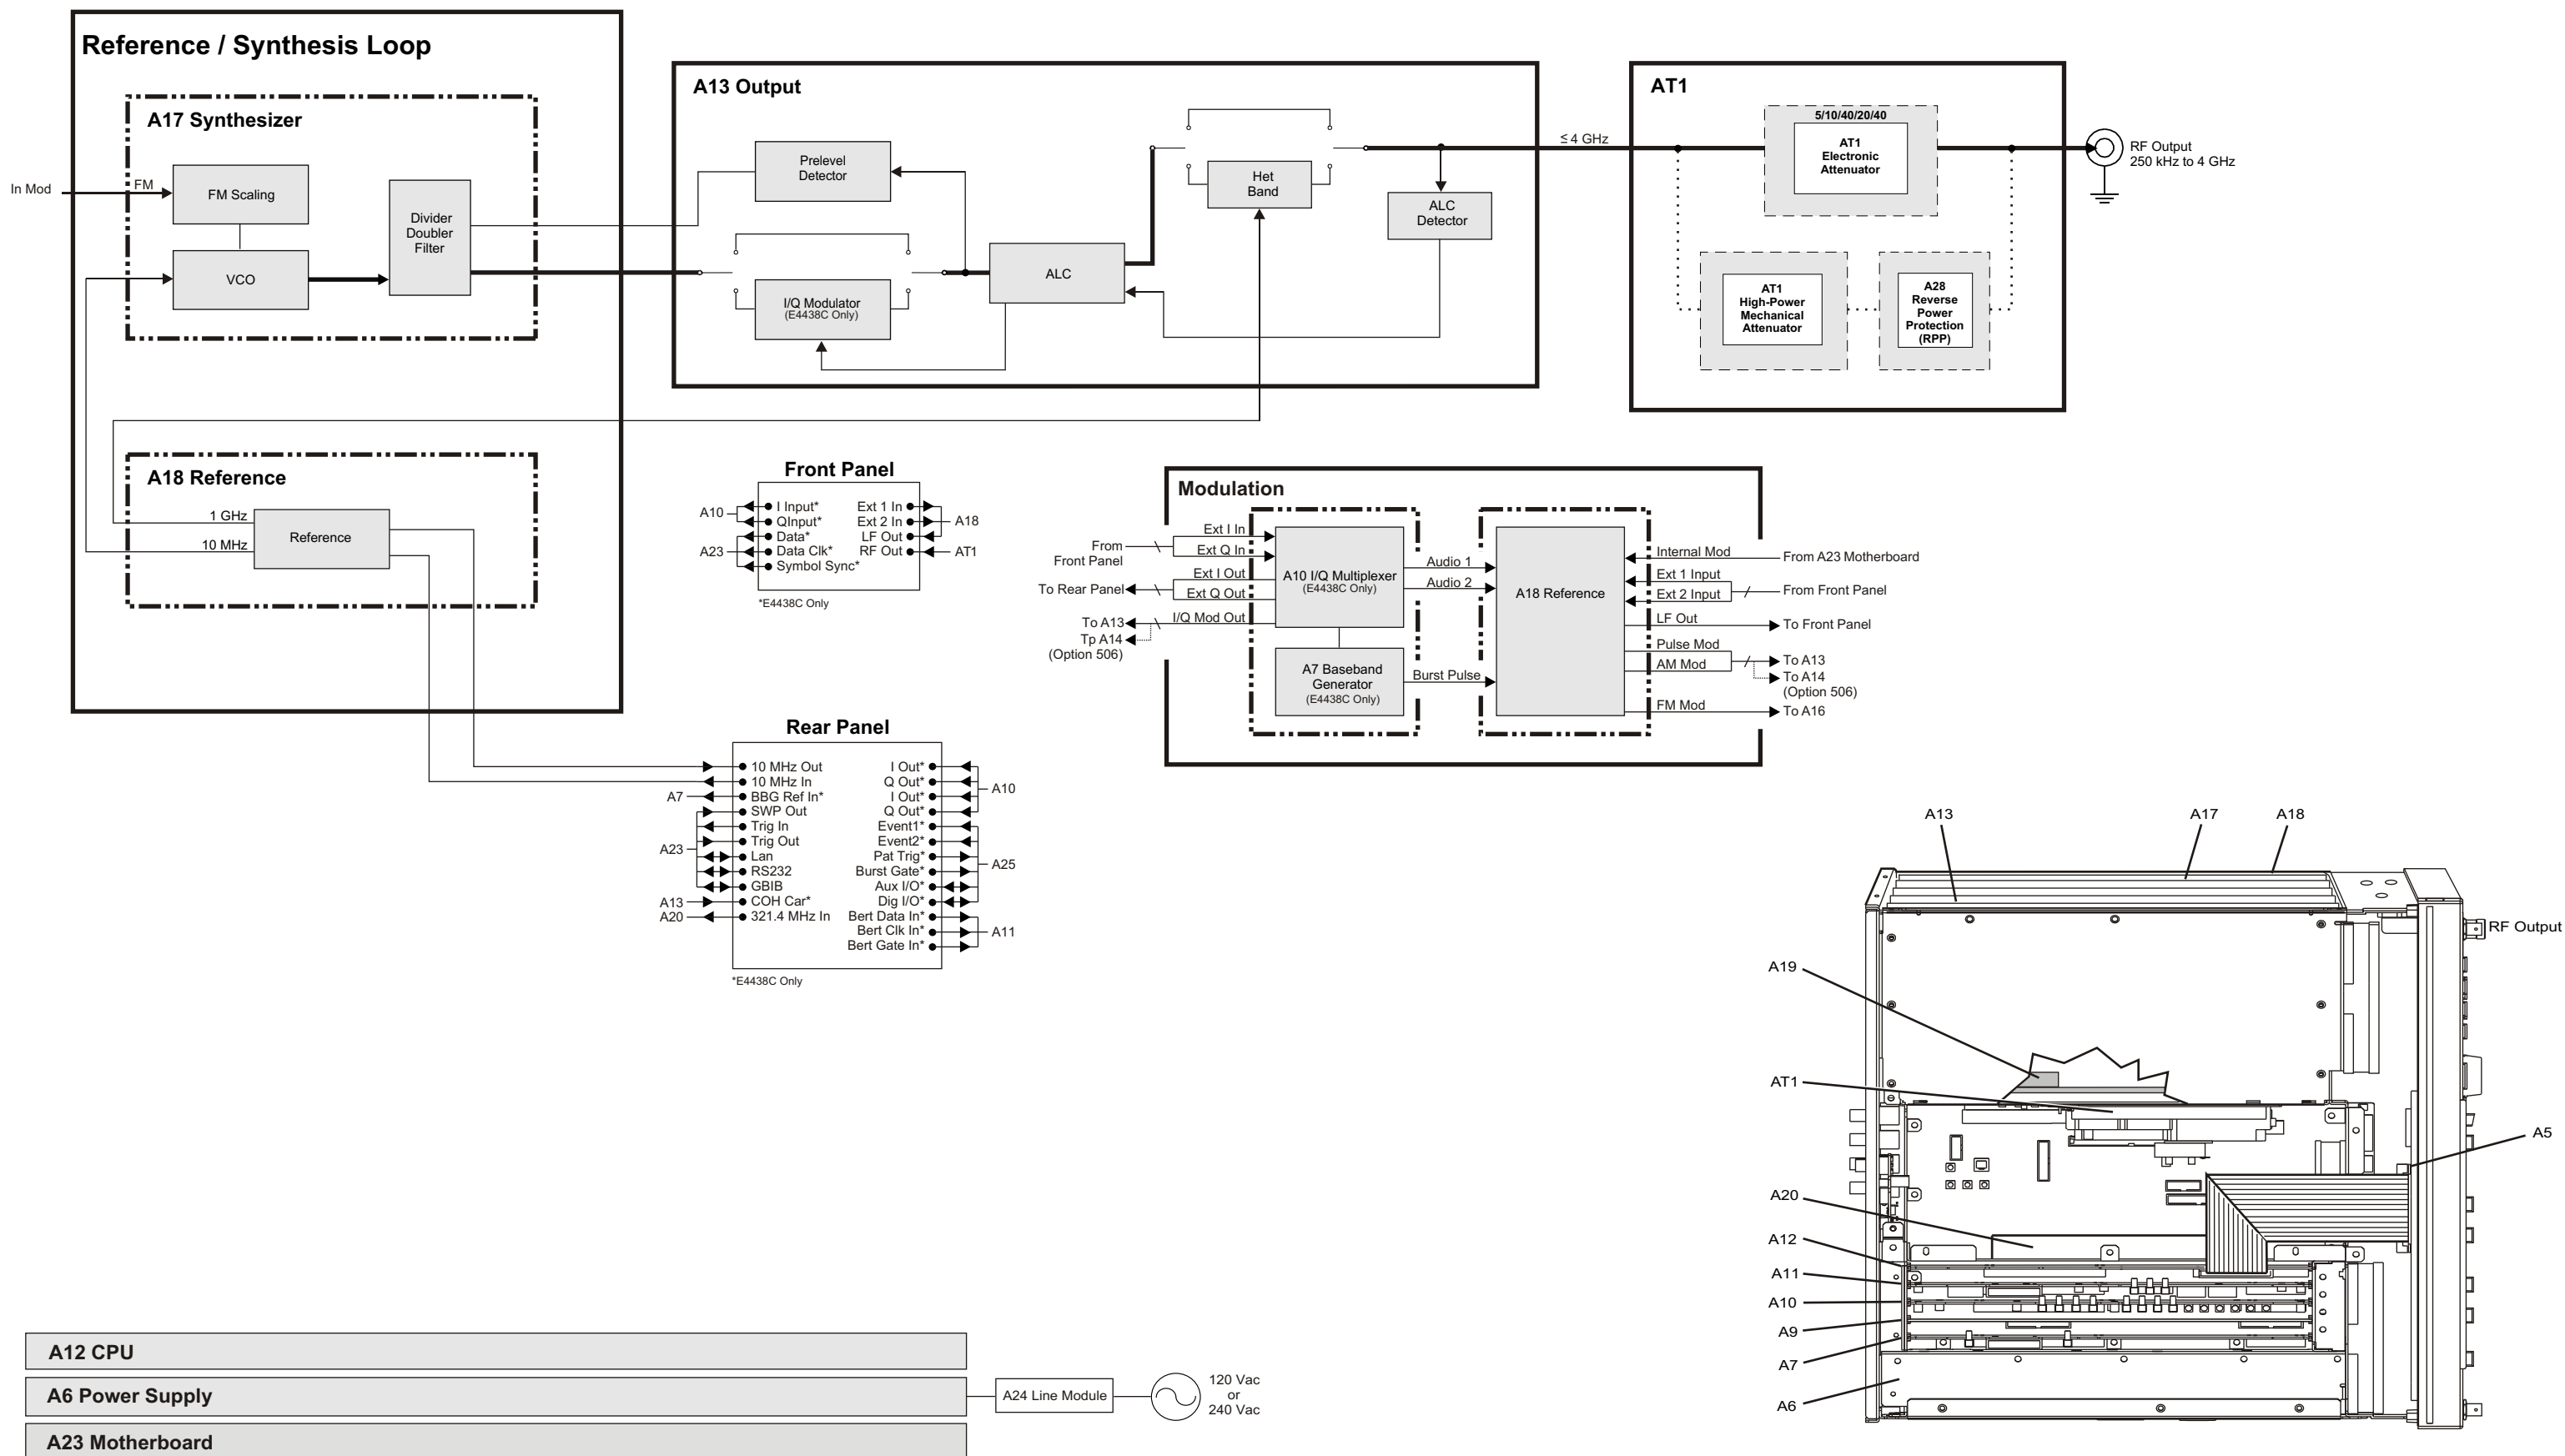 Reference / Synthesis Loop
A17 Synthesizer
In Mod
FM
FM Scaling
VCO
Divider
Doubler
Filter
A18 Reference
1 GHz
10 MHz
Reference
A13 Output
Prelevel
Detector
I/Q Modulator
(E4438C Only)
ALC
Het
Band
ALC
Detector
≤ 4 GHz
AT1
5/10/40/20/40
AT1
Electronic
Attenuator
AT1
High-Power
Mechanical
Attenuator
A28
Reverse
Power
Protection
(RPP)
RF Output
250 kHz to 4 GHz
Front Panel
A10
I Input*
QInput*
A23
Data*
Data Clk*
Symbol Sync*
Ext 1 In
Ext 2 In
LF Out
RF Out
A18
AT1
*E4438C Only
Modulation
From
Front Panel
Ext I In
Ext Q In
To Rear Panel
Ext I Out
Ext Q Out
To A13
Tp A14
(Option 506)
I/Q Mod Out
A10 I/Q Multiplexer
(E4438C Only)
A7 Baseband
Generator
(E4438C Only)
Audio 1
Audio 2
Burst Pulse
A18 Reference
Internal Mod
From A23 Motherboard
Ext 1 Input
Ext 2 Input
From Front Panel
LF Out
To Front Panel
Pulse Mod
AM Mod
To A13
To A14
(Option 506)
FM Mod
To A16
Rear Panel
10 MHz Out
10 MHz In
A7
BBG Ref In*
SWP Out
Trig In
Trig Out
A23
Lan
RS232
GBIB
A13
COH Car*
A20
321.4 MHz In
I Out*
Q Out*
I Out*
Q Out*
A10
Event1*
Event2*
Pat Trig*
Burst Gate*
Aux I/O*
Dig I/O*
A25
Bert Data In*
Bert Clk In*
Bert Gate In*
A11
*E4438C Only
A13
A17
A18
RF Output
A19
AT1
A5
A20
A12
A11
A10
A9
A7
A6
A12 CPU
A6 Power Supply
A24 Line Module
120 Vac
or
240 Vac
A23 Motherboard